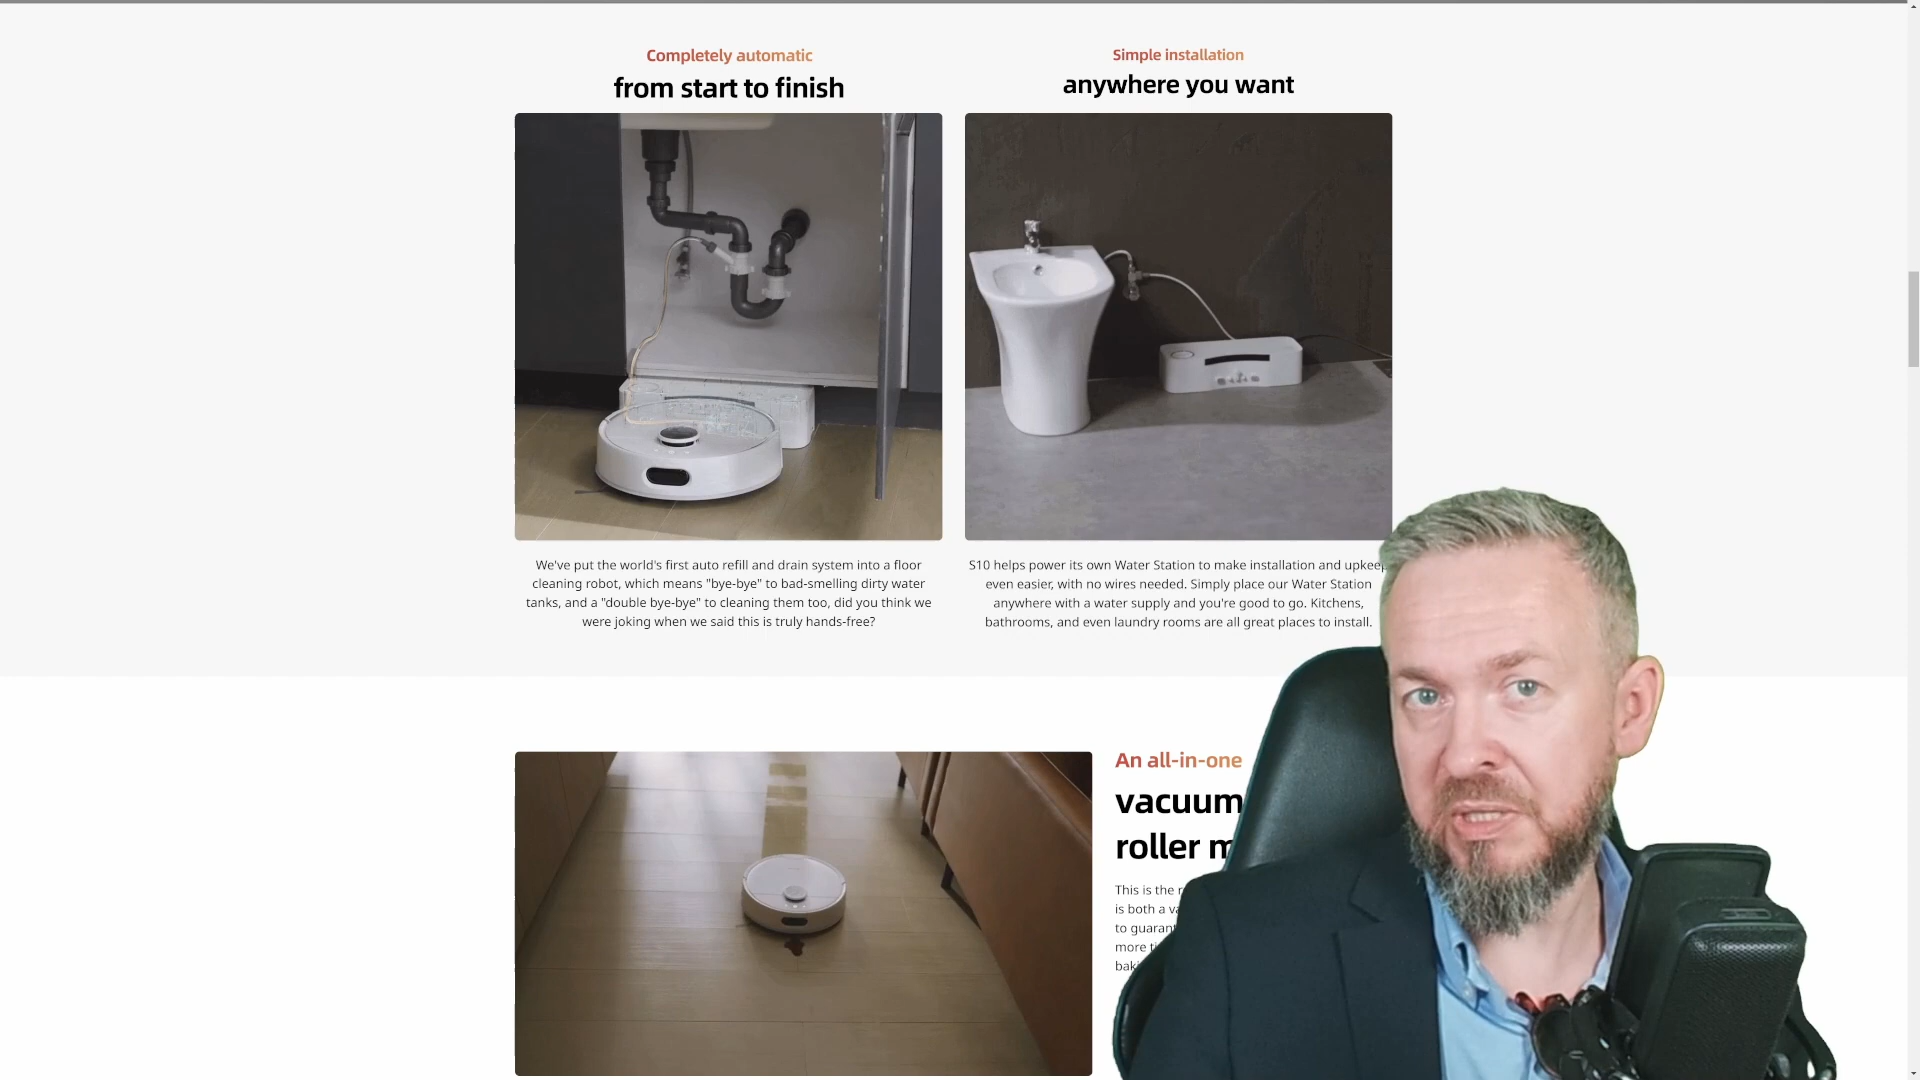 Completely automatic
from start to finish
We've put the world's first auto refill and drain system into a floor
cleaning robot, which means "bye-bye" to bad-smelling dirty water
tanks, and a "double bye-bye" to cleaning them too, did you think we
were joking when we said this is truly hands-free?
Simple installation
anywhere you want
S10 helps power its own Water Station to make installation and upkeep
even easier, with no wires needed. Simply place our Water Station
anywhere with a water supply and you're good to go. Kitchens,
bathrooms, and even laundry rooms are all great places to install.
An all-in-one
vacuum
roller
This is the
is both a
to
more